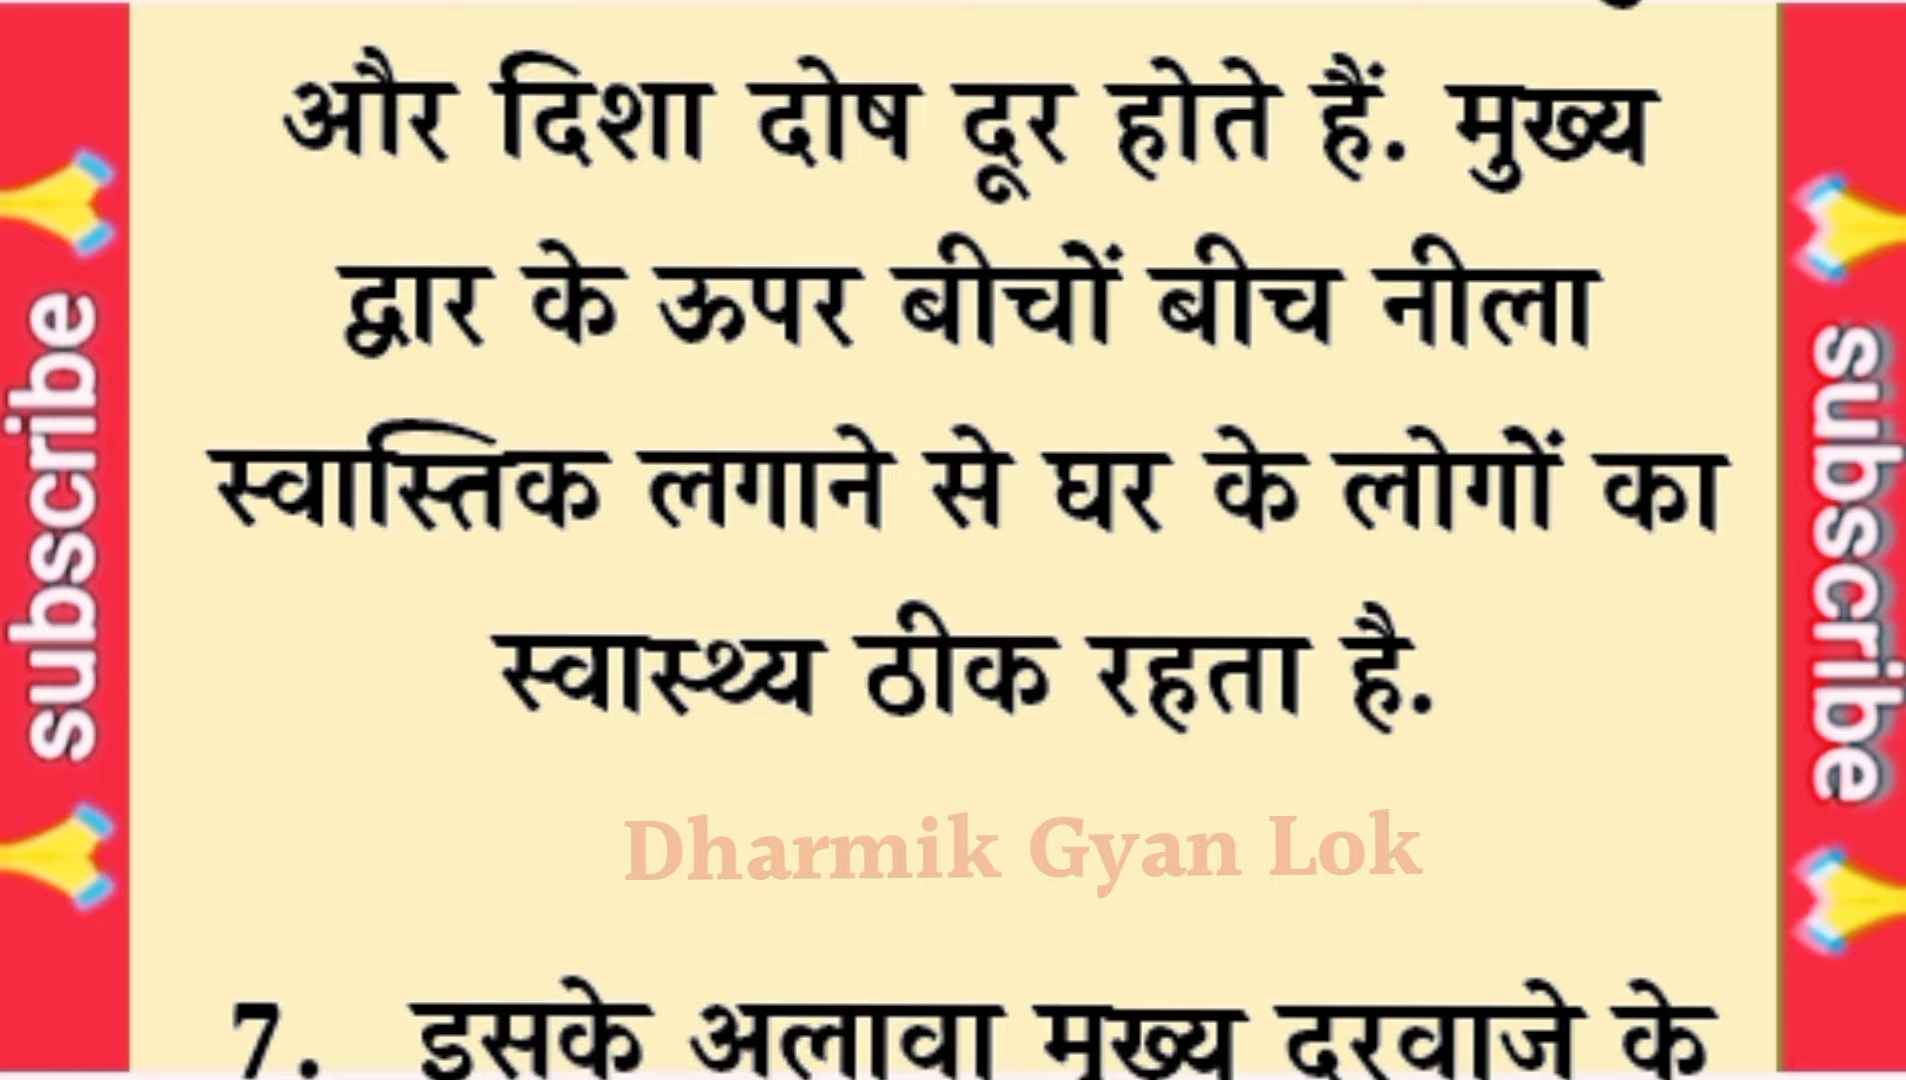 और दिशा दोष दूर होते हैं. मुख्य
द्वार के ऊपर बीचों बीच नीला
स्वास्तिक लगाने से घर के लोगों का
स्वास्थ्य ठीक रहता है.
Dharmik Gyan Lok
7. इसके अलावा मुख्य दरवाजे के
subscribe
subscribe